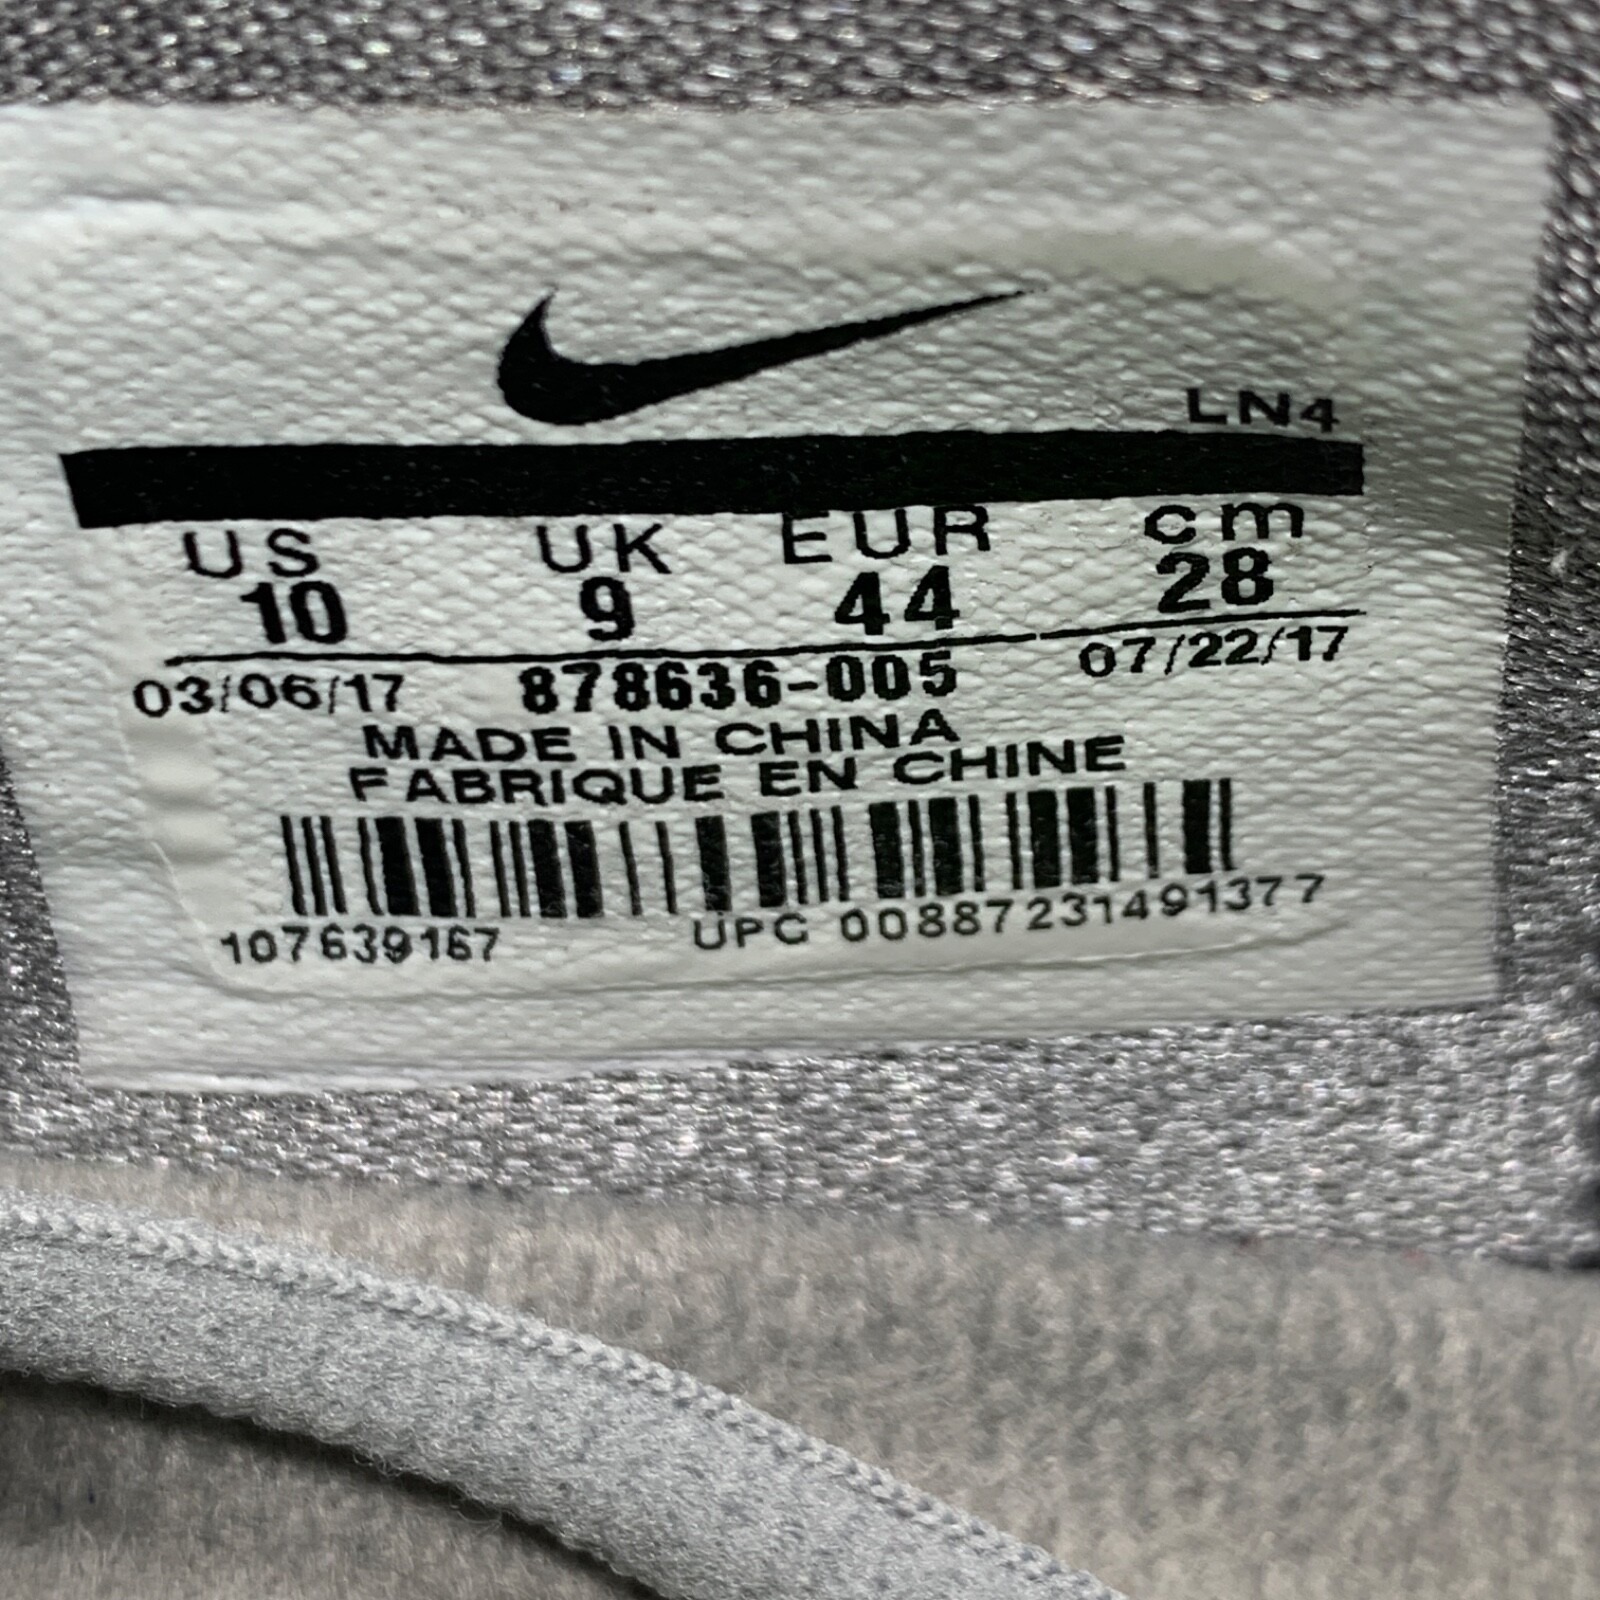 LN4
US UK EUR cm
10 9 44 28
03/06/17 878636-005 07/22/17
MADE IN CHINA
FABRIQUE EN CHINE
107639167 UPC 00887231491377